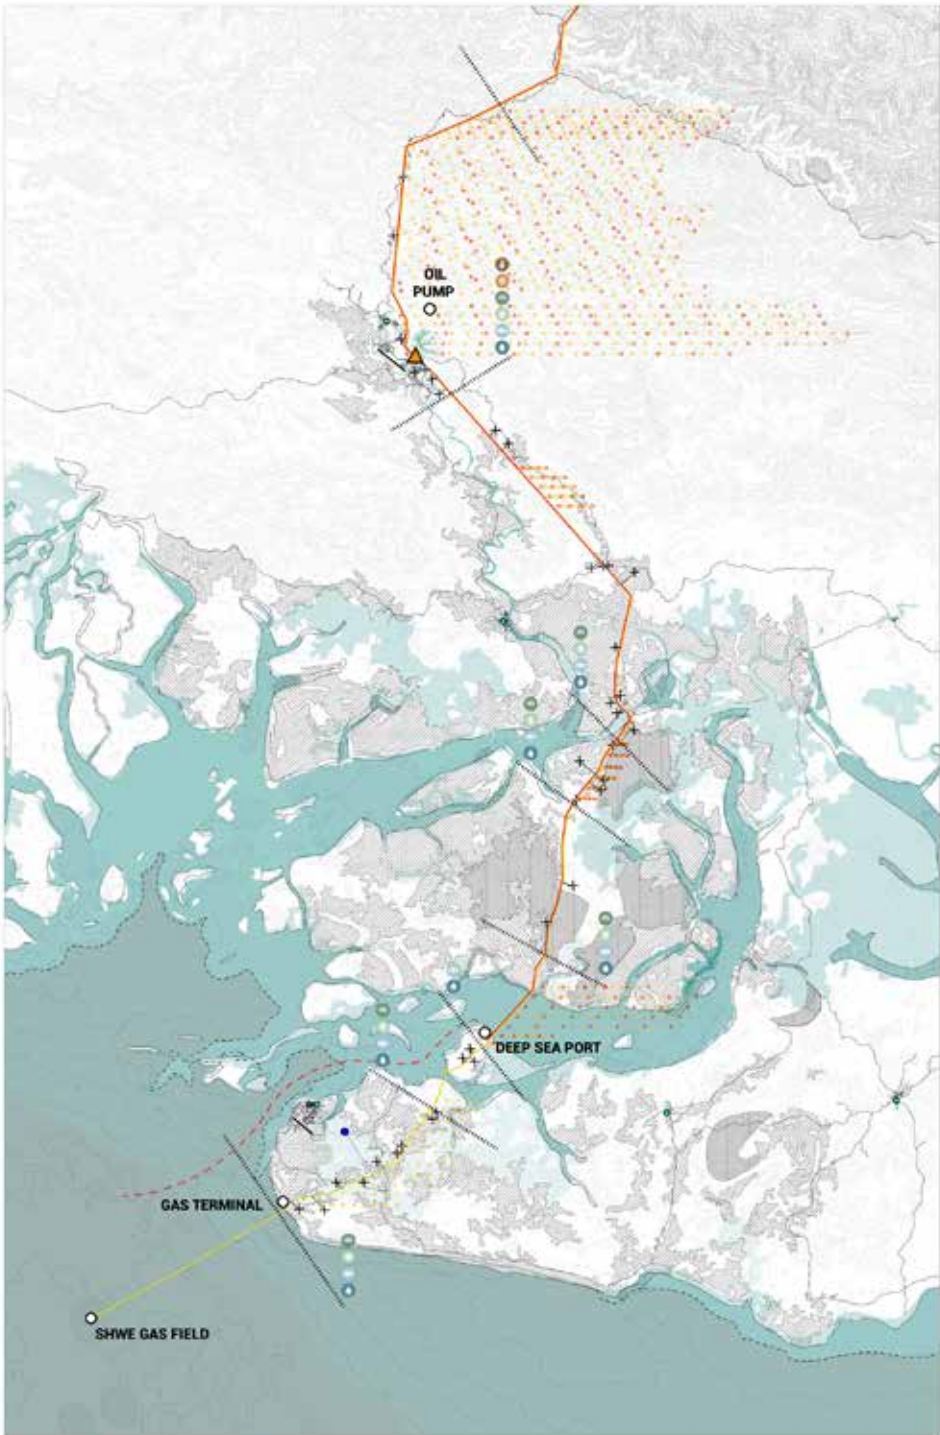 OIL
PUMP
DEEP SEA PORT
GAS TERMINAL
SHWE GAS FIELD